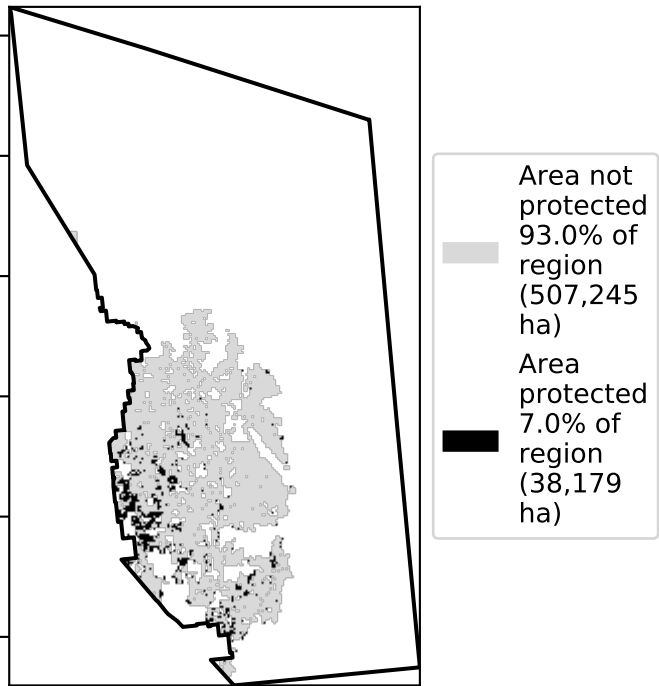 Area not
protected
93.0% of
region
(507,245
ha)
Area
protected
7.0% of
region
(38,179
ha)